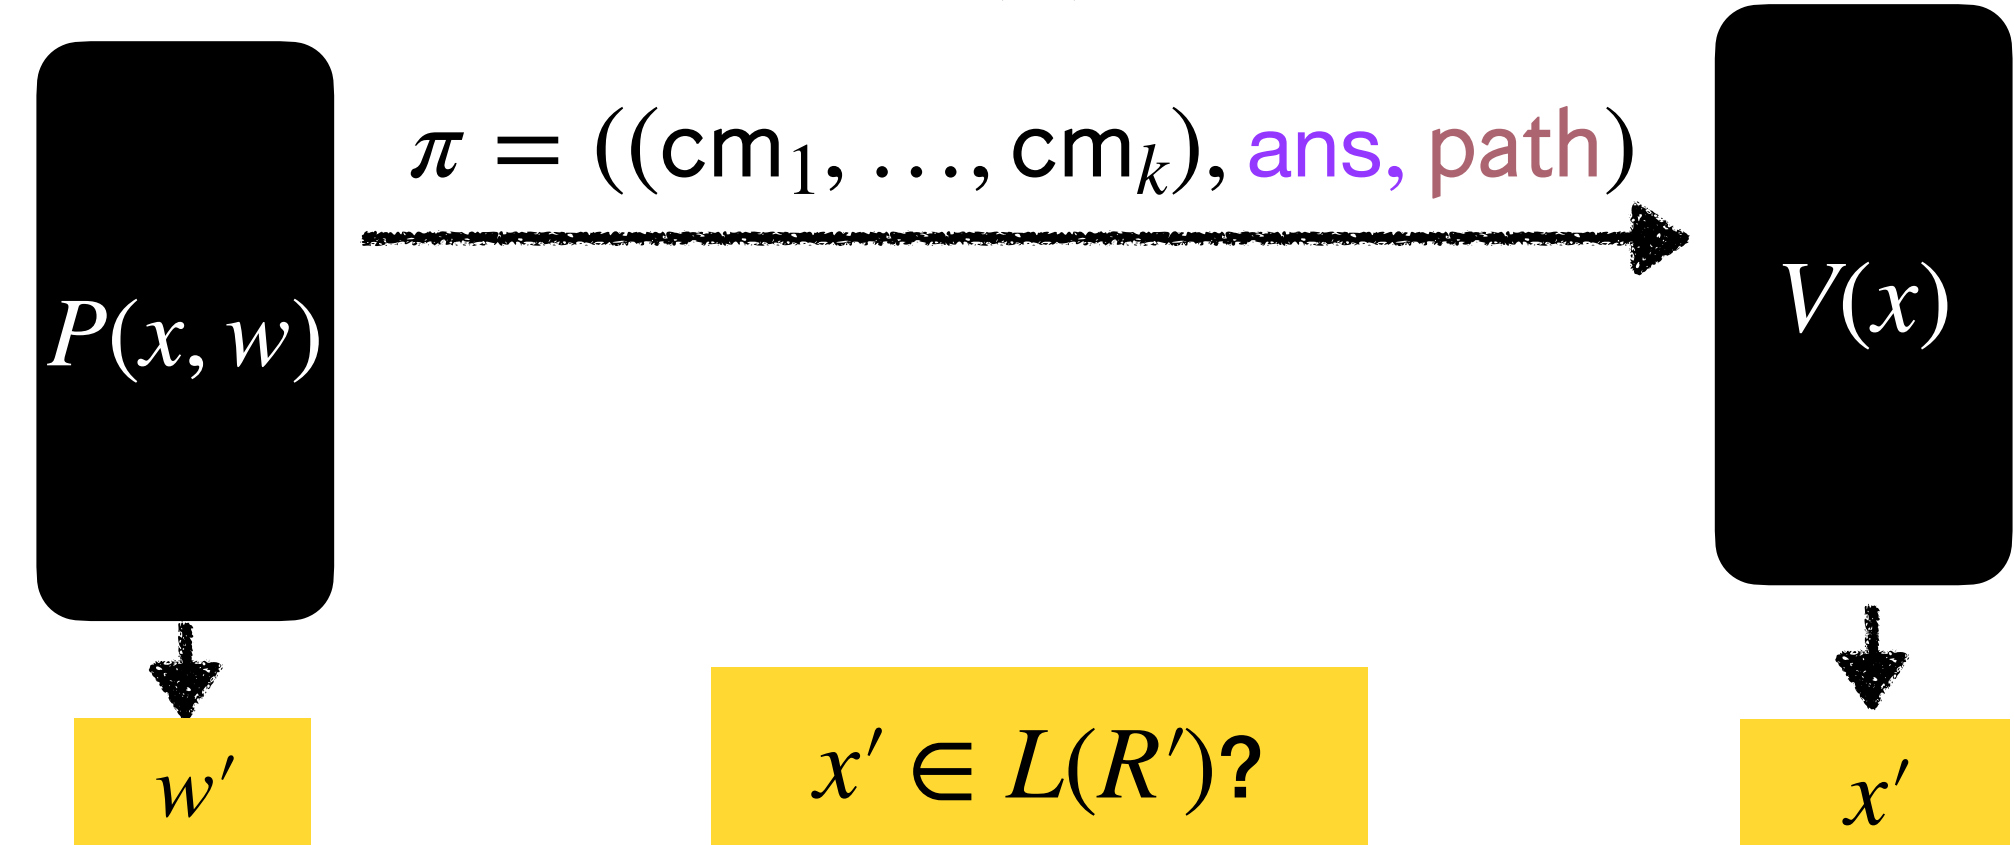 π = ((cm₁, …, cmₖ), ans, path)
P(x, w)
V(x)
w′
x′ ∈ L(R′)?
x′